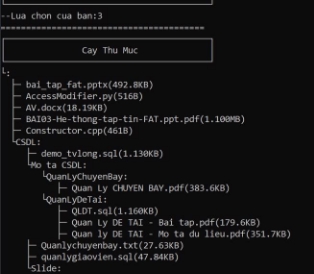 --Lua chon cua ban:3
========================================
Cay Thu Muc
└:
├─ bai_tap_fat.pptx(492.8KB)
├─ AccessModifier.py(516B)
├─ AV.docx(18.19KB)
├─ BAI03-He-thong-tap-tin-FAT.ppt.pdf(1.100MB)
├─ Constructor.cpp(461B)
└CSDL:
├─ demo_tvlong.sql(1.130KB)
└Mo ta CSDL:
└QuanLyChuyenBay:
├─ Quan Ly CHUYEN BAY.pdf(383.6KB)
└QuanLyDeTai:
├─ QLDT.sql(1.160KB)
├─ Quan Ly DE TAI - Bai tap.pdf(179.6KB)
├─ Quan ly DE TAI - Mo ta du lieu.pdf(351.7KB)
├─ Quanlychuyenbay.txt(27.63KB)
├─ quanlygiaovien.sql(47.84KB)
└Slide: